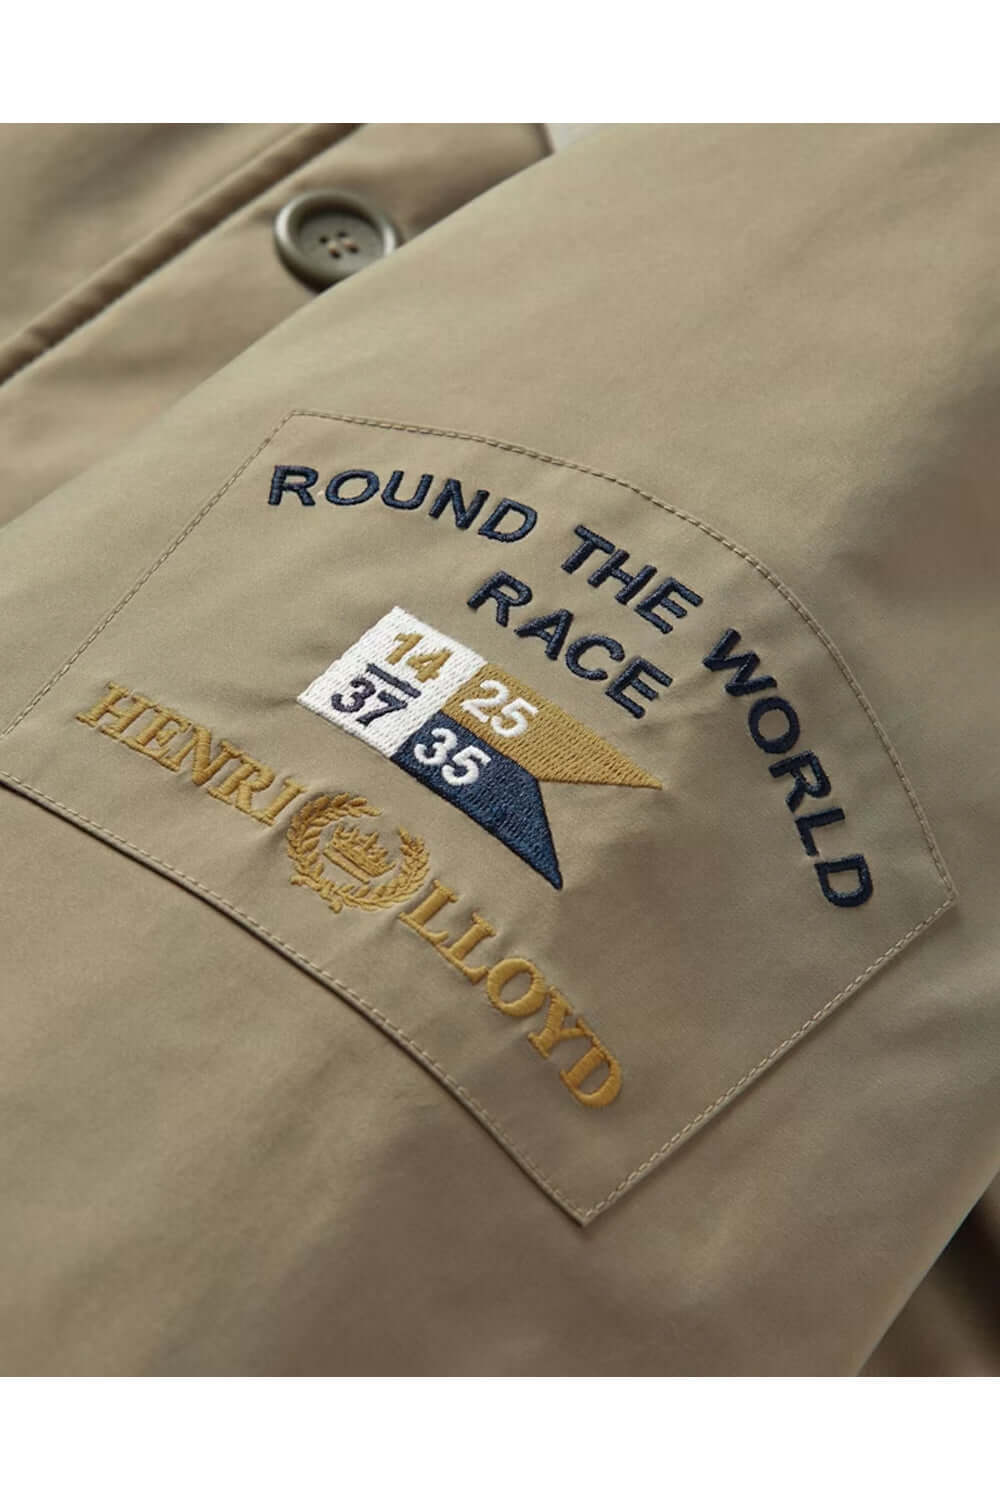 ROUND THE WORLD
RACE
14 25
37 35
HENRI LLOYD